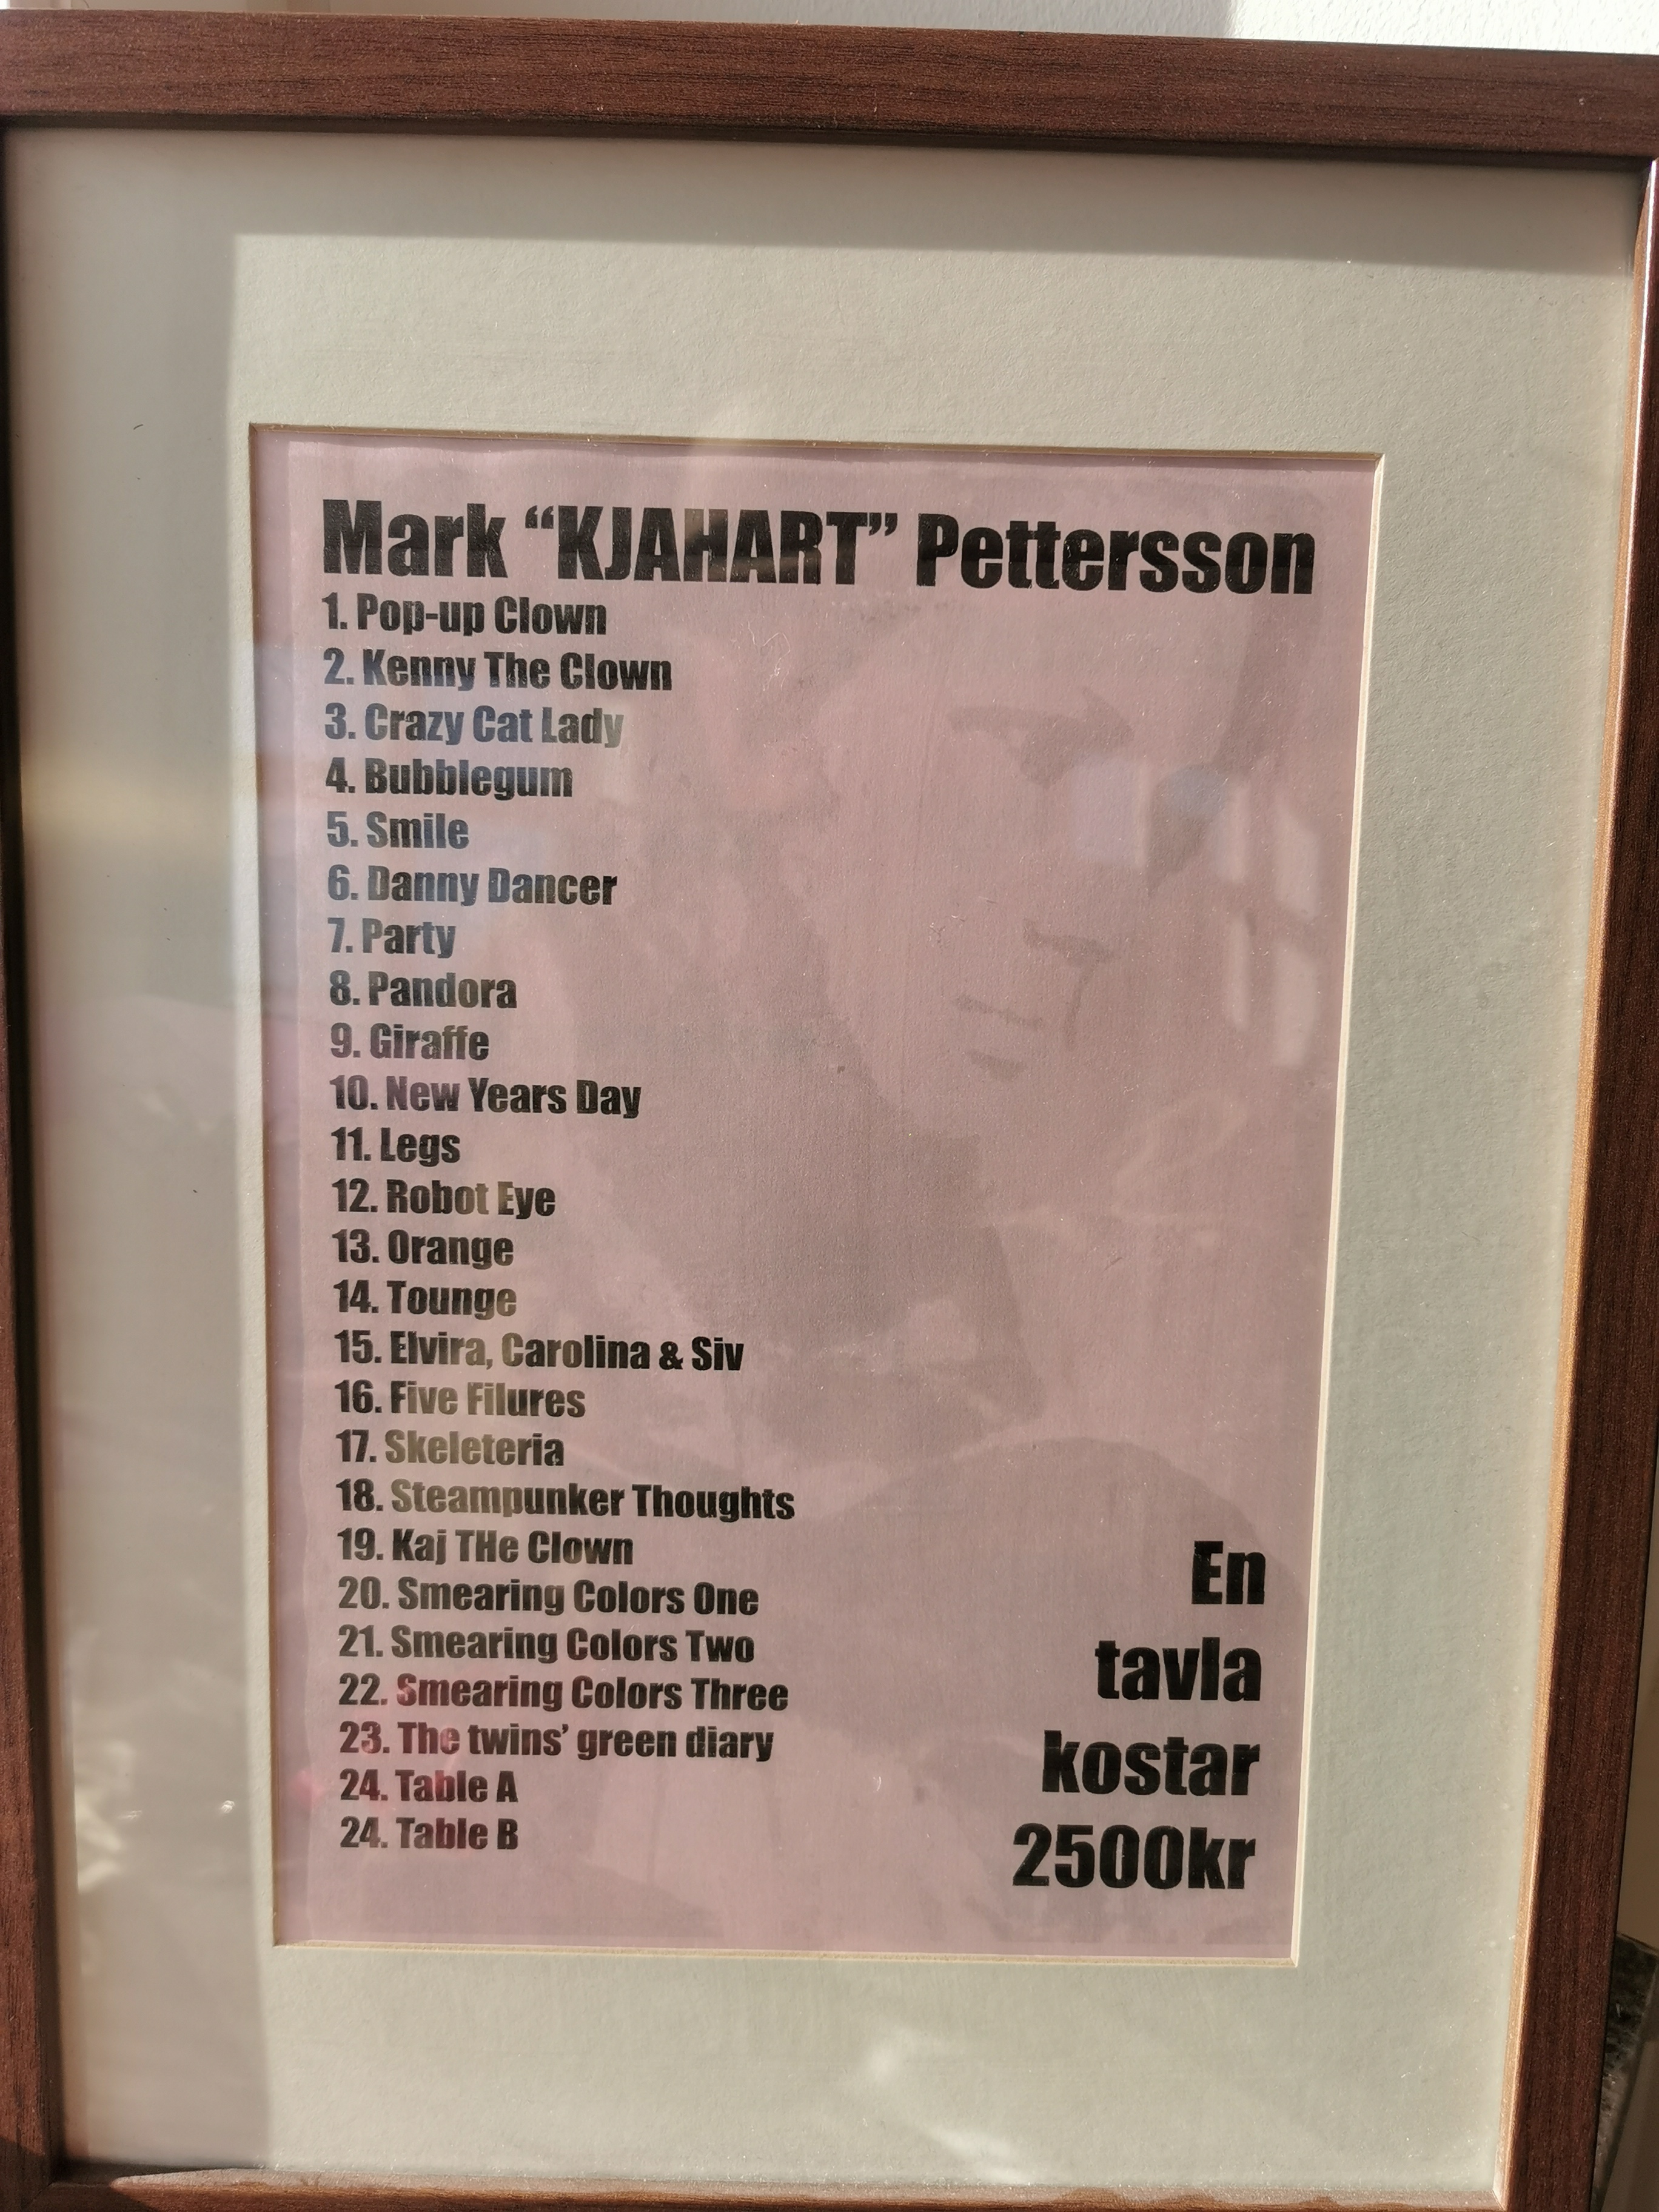 Mark “KJAHART” Pettersson
1. Pop-up Clown
2. Kenny The Clown
3. Crazy Cat Lady
4. Bubblegum
5. Smile
6. Danny Dancer
7. Party
8. Pandora
9. Giraffe
10. New Years Day
11. Legs
12. Robot Eye
13. Orange
14. Tounge
15. Elvira, Carolina & Siv
16. Five Filures
17. Skeleteria
18. Steampunker Thoughts
19. Kaj THe Clown
20. Smearing Colors One
21. Smearing Colors Two
22. Smearing Colors Three
23. The twins’ green diary
24. Table A
24. Table B
En
tavla
kostar
2500kr